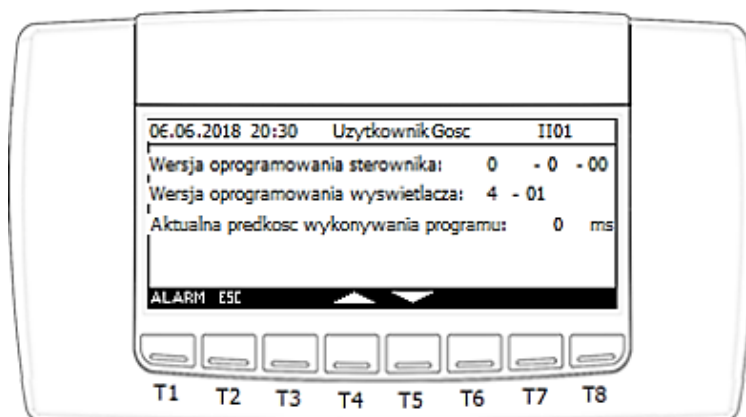 06.06.2018 20:30 Uzytkownik Gosc II01
Wersja oprogramowania sterownika: 0 - 0 - 00
Wersja oprogramowania wyswietlacza: 4 - 01
Aktualna predkosc wykonywania programu: 0 ms
ALARM ESC
T1 T2 T3 T4 T5 T6 T7 T8